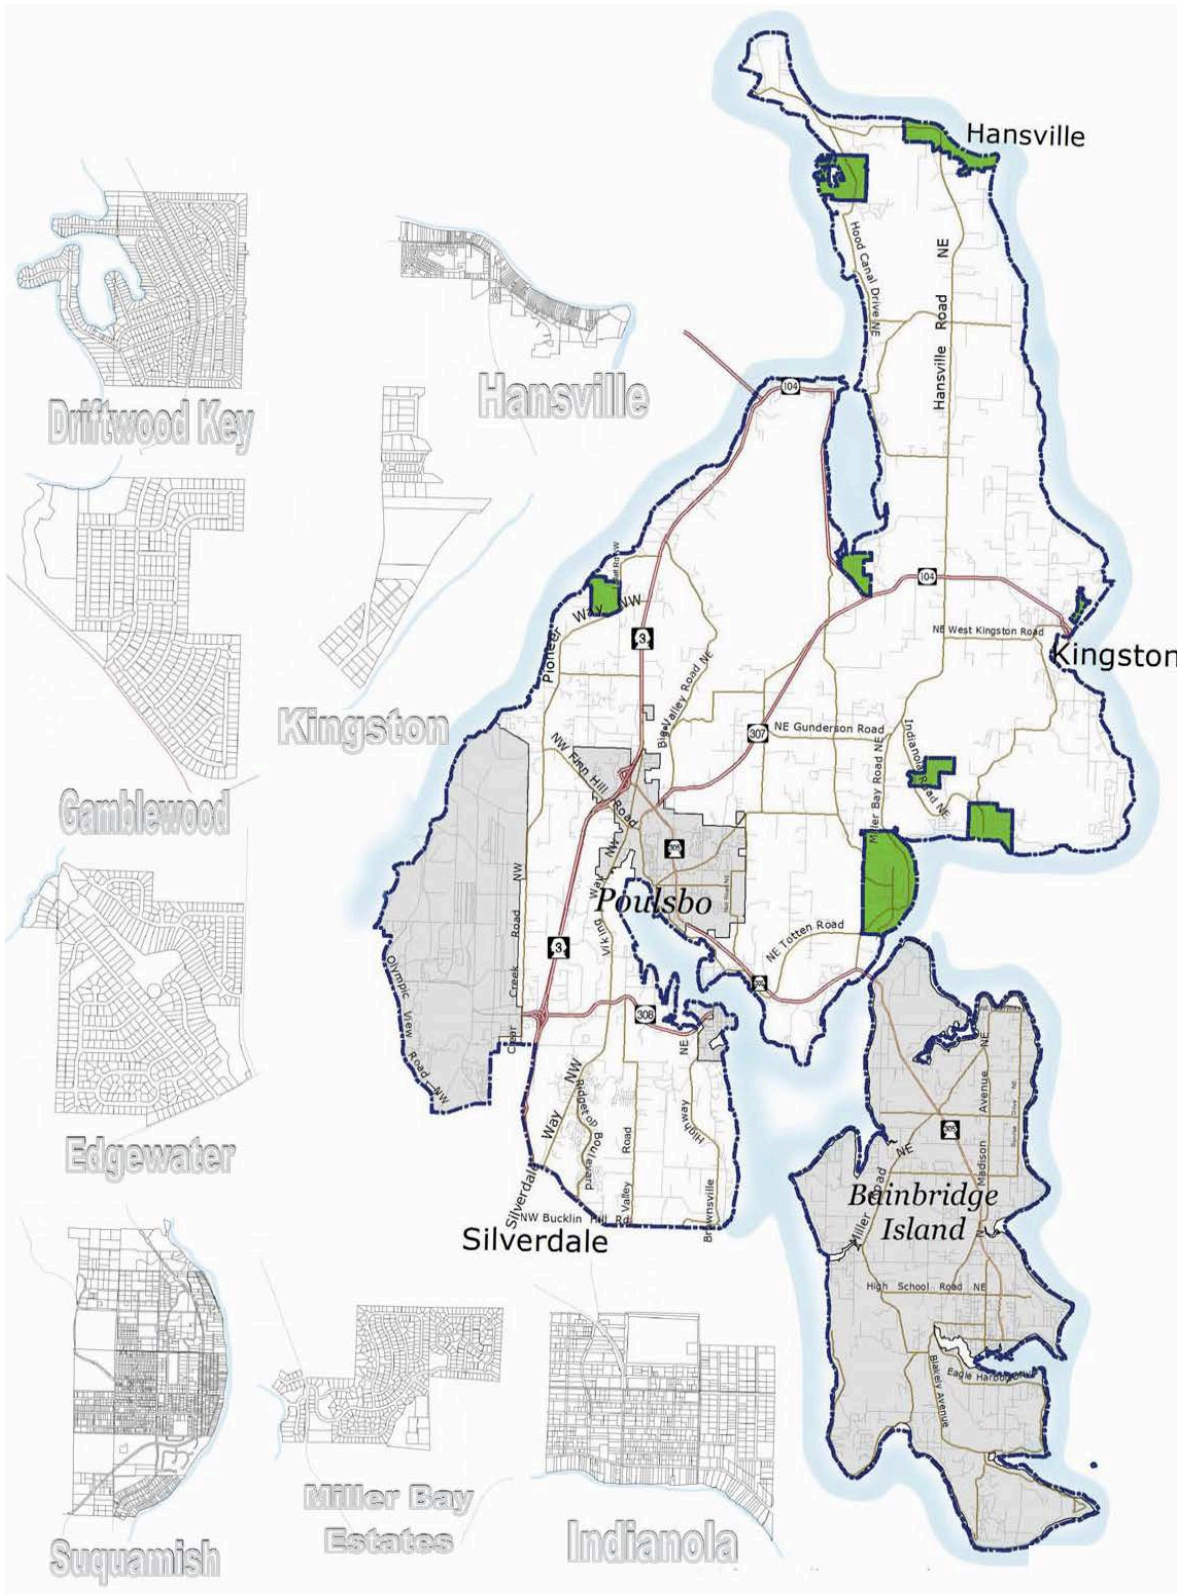 Hansville
Hood Canal Drive NE
Hansville Road NE
Driftwood Key
Hansville
104
104
Pioneer Way NW
3
NE West Kingston Road
Kingston
Kingston
Big Valley Road NE
307
NE Gunderson Road
Indianola Road NE
Miller Bay Road NE
NW Finn Hill Road
Gamblewood
305
Poulsbo
Viking Way NW
NE Totten Road
3
305
Clear Creek Road NW
Olympic View Road NW
308
Edgewater
Silverdale Way NW
Ridgetop Boulevard
Valley Road
Brownsville Highway NE
NW Bucklin Hill Rd
Silverdale
305
Madison Avenue NE
Miller Road NE
Bainbridge
Island
High School Road NE
Blakely Avenue
Eagle Harbor
Suquamish
Miller Bay
Estates
Indianola